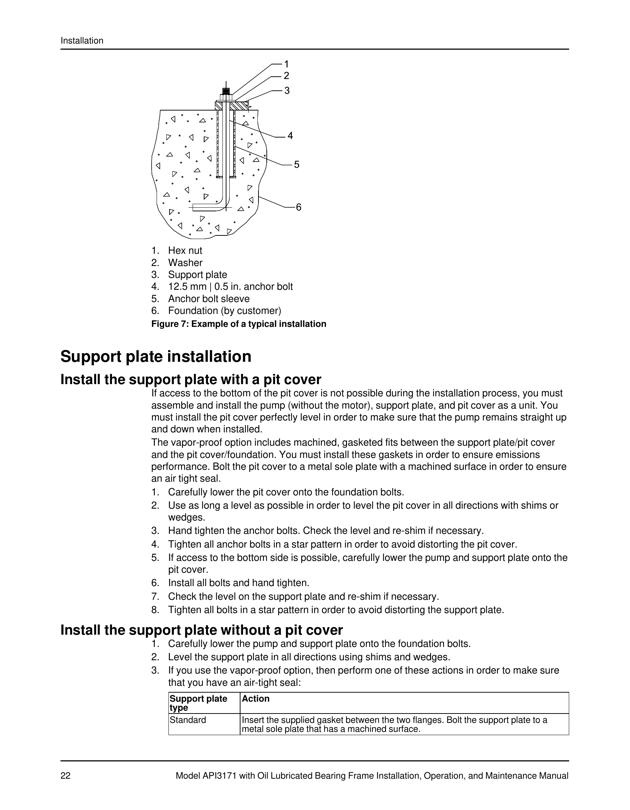 Installation
1
2
3
4
5
6
1. Hex nut
2. Washer
3. Support plate
4. 12.5 mm | 0.5 in. anchor bolt
5. Anchor bolt sleeve
6. Foundation (by customer)
Figure 7: Example of a typical installation
Support plate installation
Install the support plate with a pit cover
If access to the bottom of the pit cover is not possible during the installation process, you must
assemble and install the pump (without the motor), support plate, and pit cover as a unit. You
must install the pit cover perfectly level in order to make sure that the pump remains straight up
and down when installed.
The vapor-proof option includes machined, gasketed fits between the support plate/pit cover
and the pit cover/foundation. You must install these gaskets in order to ensure emissions
performance. Bolt the pit cover to a metal sole plate with a machined surface in order to ensure
an air tight seal.
1. Carefully lower the pit cover onto the foundation bolts.
2. Use as long a level as possible in order to level the pit cover in all directions with shims or
wedges.
3. Hand tighten the anchor bolts. Check the level and re-shim if necessary.
4. Tighten all anchor bolts in a star pattern in order to avoid distorting the pit cover.
5. If access to the bottom side is possible, carefully lower the pump and support plate onto the
pit cover.
6. Install all bolts and hand tighten.
7. Check the level on the support plate and re-shim if necessary.
8. Tighten all bolts in a star pattern in order to avoid distorting the support plate.
Install the support plate without a pit cover
1. Carefully lower the pump and support plate onto the foundation bolts.
2. Level the support plate in all directions using shims and wedges.
3. If you use the vapor-proof option, then perform one of these actions in order to make sure
that you have an air-tight seal:
Support plate Action
type
Standard Insert the supplied gasket between the two flanges. Bolt the support plate to a
metal sole plate that has a machined surface.
22 Model API3171 with Oil Lubricated Bearing Frame Installation, Operation, and Maintenance Manual